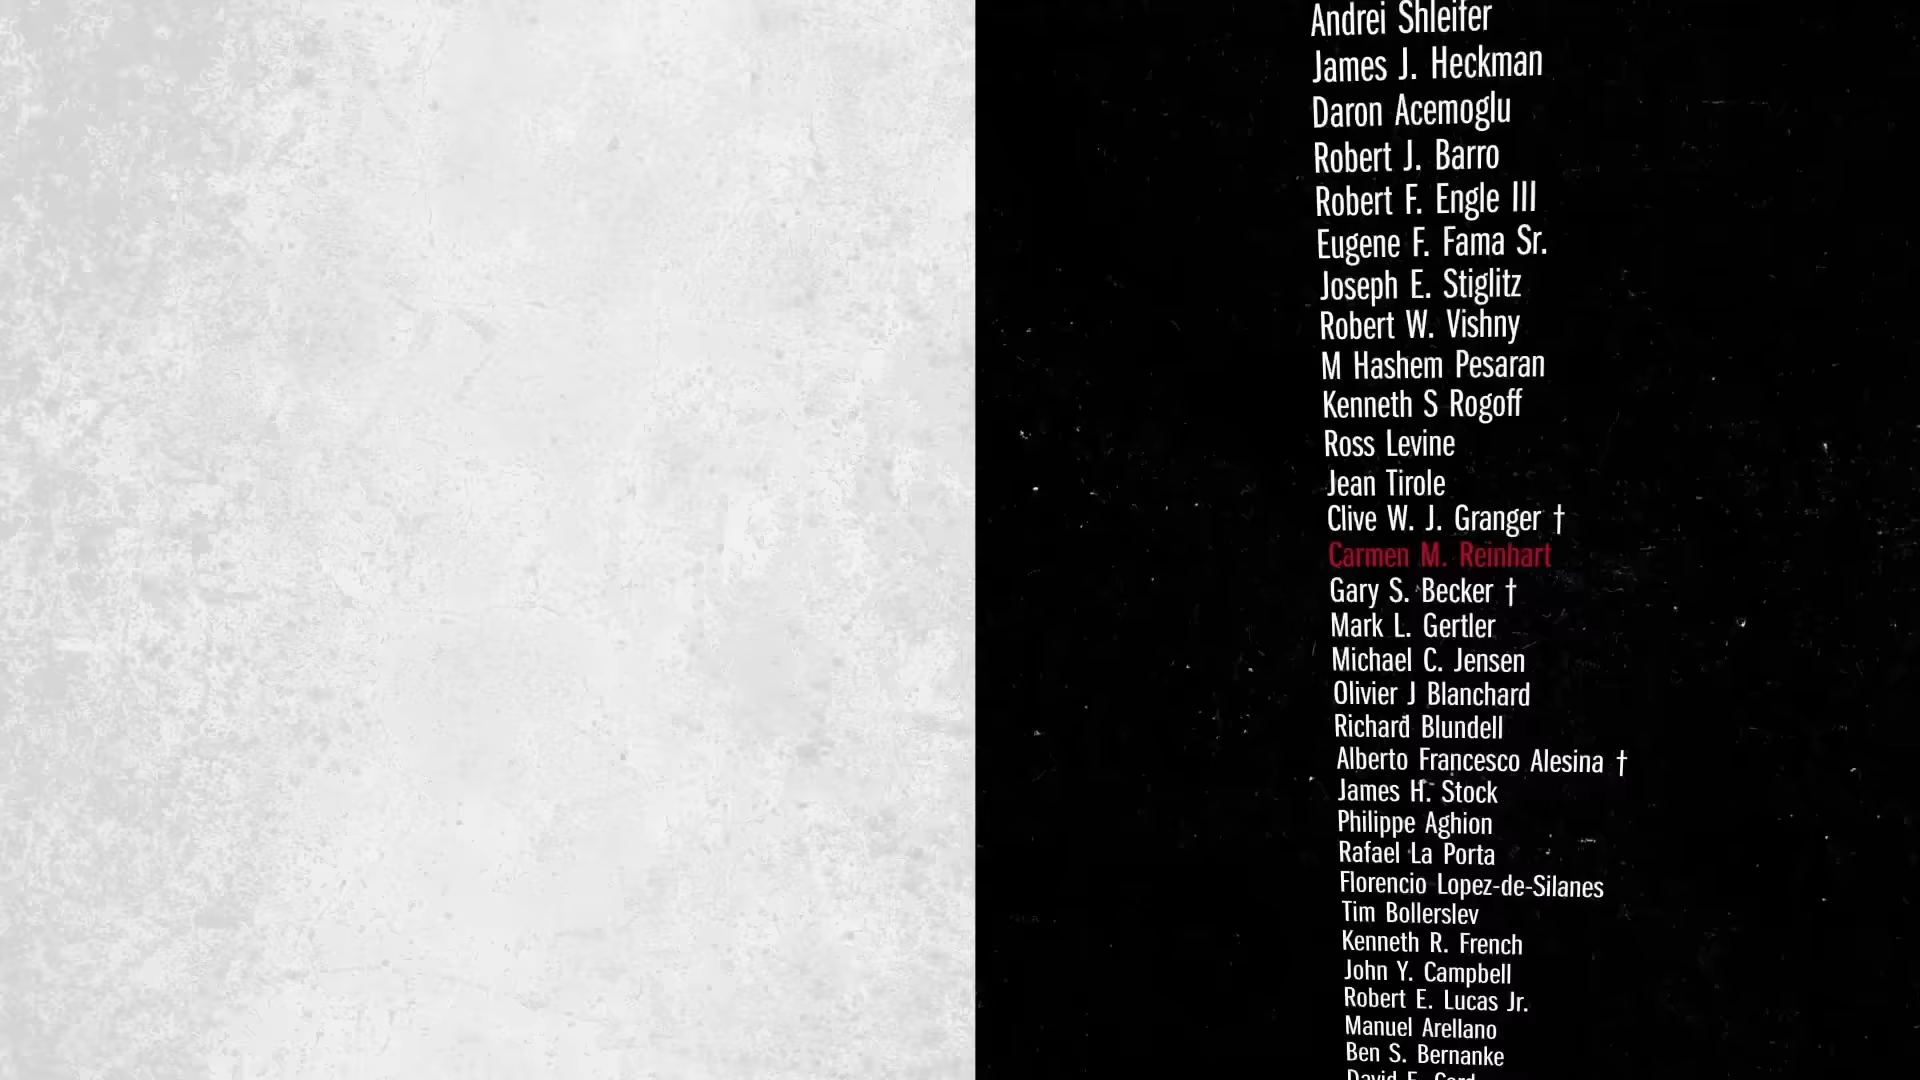 Andrei Shleifer
James J. Heckman
Daron Acemoglu
Robert J. Barro
Robert F. Engle III
Eugene F. Fama Sr.
Joseph E. Stiglitz
Robert W. Vishny
M Hashem Pesaran
Kenneth S Rogoff
Ross Levine
Jean Tirole
Clive W. J. Granger †
Carmen M. Reinhart
Gary S. Becker †
Mark L. Gertler
Michael C. Jensen
Olivier J Blanchard
Richard Blundell
Alberto Francesco Alesina †
James H. Stock
Philippe Aghion
Rafael La Porta
Florencio Lopez-de-Silanes
Tim Bollerslev
Kenneth R. French
John Y. Campbell
Robert E. Lucas Jr.
Manuel Arellano
Ben S. Bernanke
David E. Card